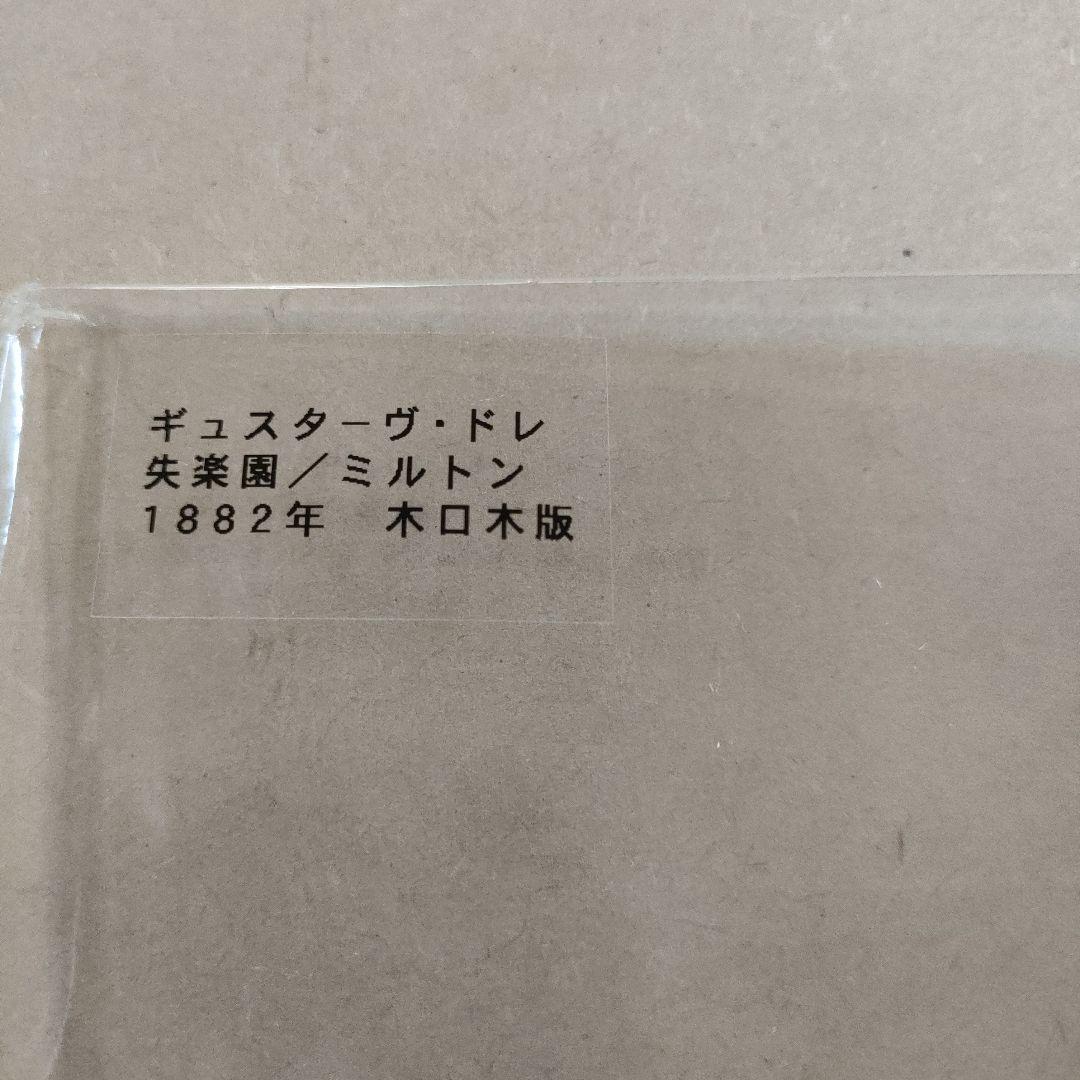 ギュスターヴ・ドレ
失楽園／ミルトン
1882年　木口木版